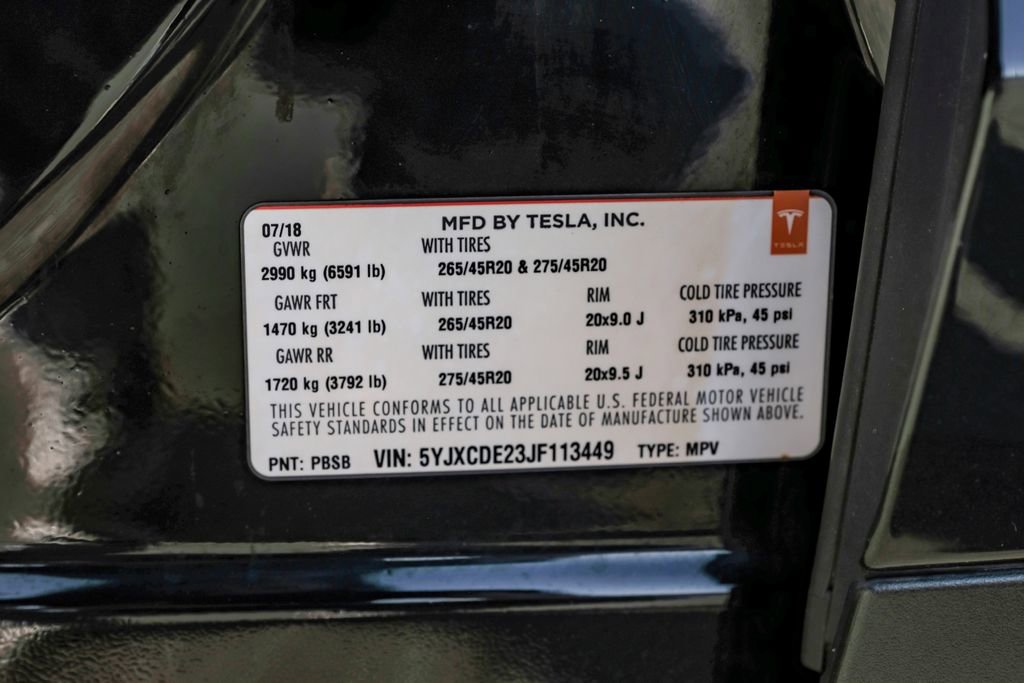 07/18 MFD BY TESLA, INC.
TESLA
GVWR WITH TIRES
2990 kg (6591 lb) 265/45R20 & 275/45R20
GAWR FRT WITH TIRES RIM COLD TIRE PRESSURE
1470 kg (3241 lb) 265/45R20 20x9.0 J 310 kPa, 45 psi
GAWR RR WITH TIRES RIM COLD TIRE PRESSURE
1720 kg (3792 lb) 275/45R20 20x9.5 J 310 kPa, 45 psi
THIS VEHICLE CONFORMS TO ALL APPLICABLE U.S. FEDERAL MOTOR VEHICLE
SAFETY STANDARDS IN EFFECT ON THE DATE OF MANUFACTURE SHOWN ABOVE.
PNT: PBSB VIN: 5YJXCDE23JF113449 TYPE: MPV